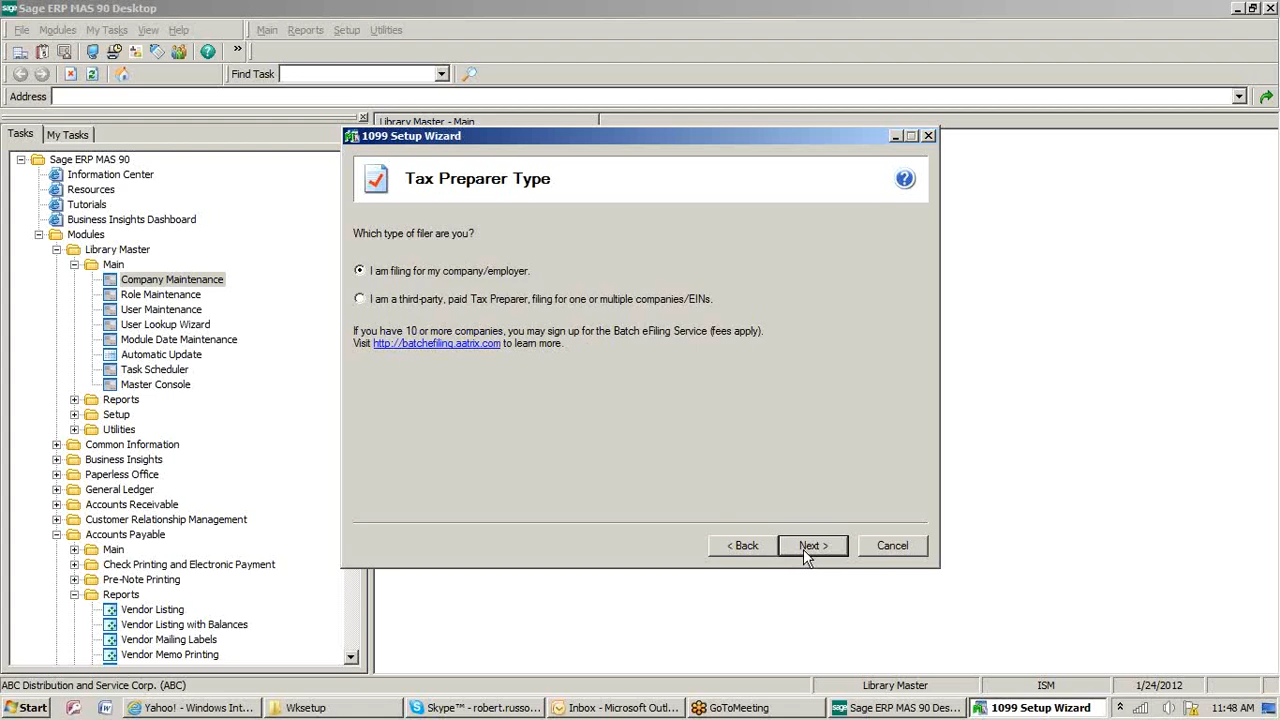 Sage ERP MAS 90 Desktop
File Modules My Tasks View Help Main Reports Setup Utilities
»
Find Task
Address
Tasks My Tasks
Library Master - Main
Sage ERP MAS 90
Information Center
Resources
Tutorials
Business Insights Dashboard
Modules
Library Master
Main
Company Maintenance
Role Maintenance
User Maintenance
User Lookup Wizard
Module Date Maintenance
Automatic Update
Task Scheduler
Master Console
Reports
Setup
Utilities
Common Information
Business Insights
Paperless Office
General Ledger
Accounts Receivable
Customer Relationship Management
Accounts Payable
Main
Check Printing and Electronic Payment
Pre-Note Printing
Reports
Vendor Listing
Vendor Listing with Balances
Vendor Mailing Labels
Vendor Memo Printing
1099 Setup Wizard
Tax Preparer Type
Which type of filer are you?
I am filing for my company/employer.
I am a third-party, paid Tax Preparer, filing for one or multiple companies/EINs.
If you have 10 or more companies, you may sign up for the Batch eFiling Service (fees apply).
Visit http://batchefiling.aatrix.com to learn more.
< Back Next > Cancel
ABC Distribution and Service Corp. (ABC) Library Master ISM 1/24/2012
Start Yahoo! - Windows Int... Wksetup Skype™ - robert.russo... Inbox - Microsoft Outl... GoToMeeting Sage ERP MAS 90 Des... 1099 Setup Wizard 11:48 AM